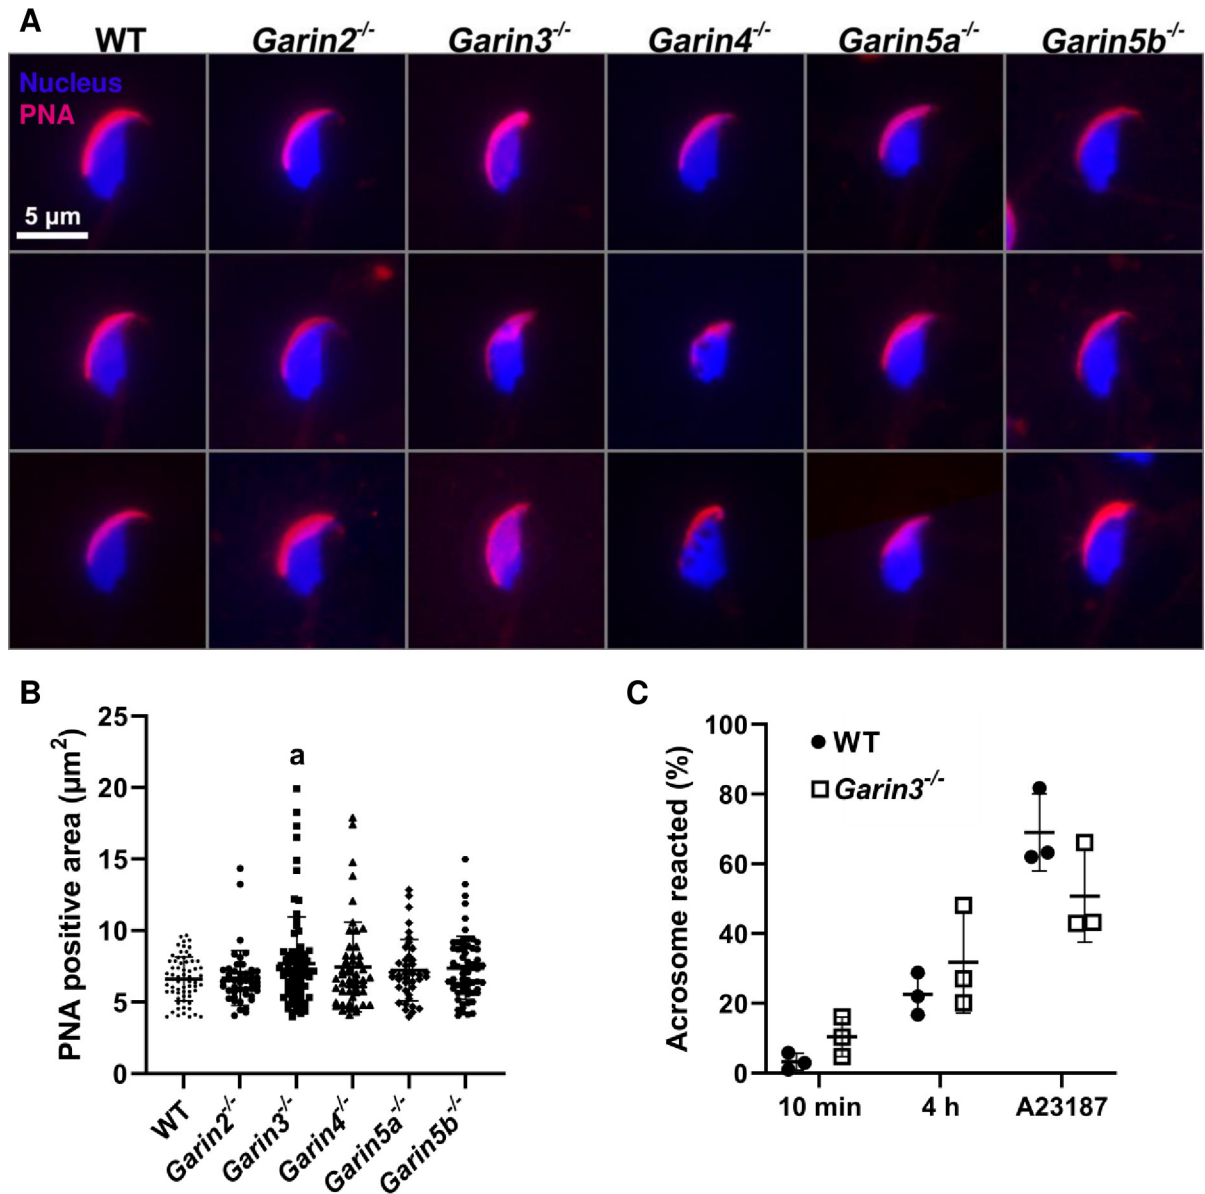 A
WT Garin2-/- Garin3-/- Garin4-/- Garin5a-/- Garin5b-/-
Nucleus
PNA
5 µm
B
25
20
15
10
5
0
PNA positive area (µm2)
a
WT Garin2-/- Garin3-/- Garin4-/- Garin5a-/- Garin5b-/-
C
100
80
60
40
20
0
Acrosome reacted (%)
WT
Garin3-/-
10 min 4 h A23187